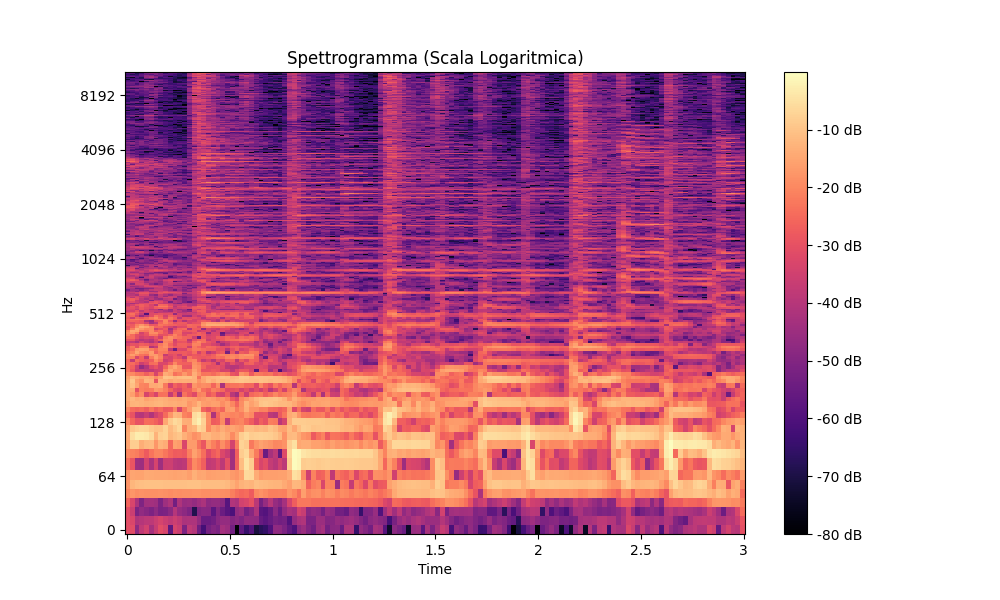 Spettrogramma (Scala Logaritmica)
8192
4096
2048
1024
512
256
128
64
0
Hz
0
0.5
1
1.5
2
2.5
3
Time
-10 dB
-20 dB
-30 dB
-40 dB
-50 dB
-60 dB
-70 dB
-80 dB